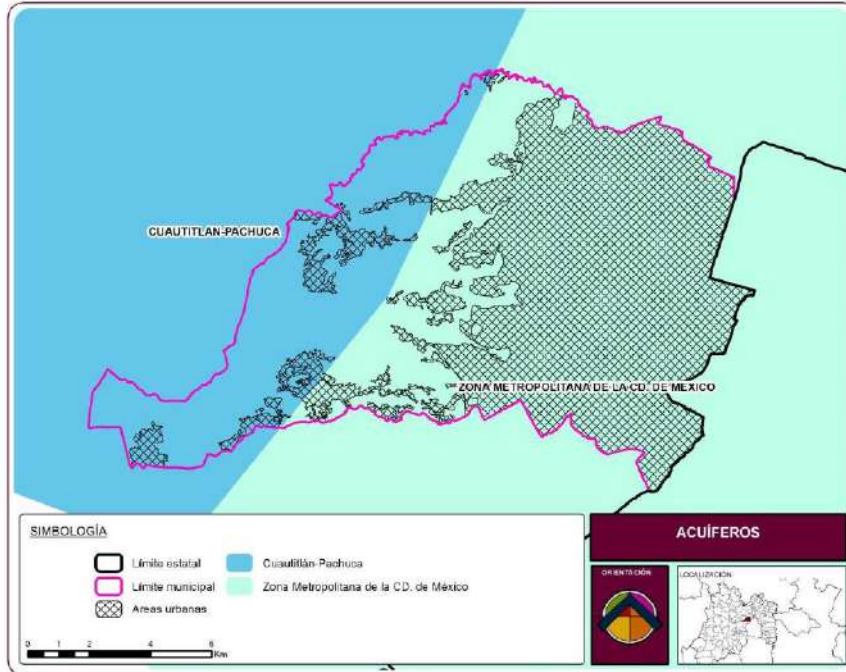 CUAUTITLAN-PACHUCA
ZONA METROPOLITANA DE LA CD. DE MEXICO
SIMBOLOGÍA
Límite estatal
Límite municipal
Areas urbanas
Cuautitlán-Pachuca
Zona Metropolitana de la CD. de México
0 1 2 4 6
Km
ACUÍFEROS
ORIENTACIÓN
LOCALIZACIÓN